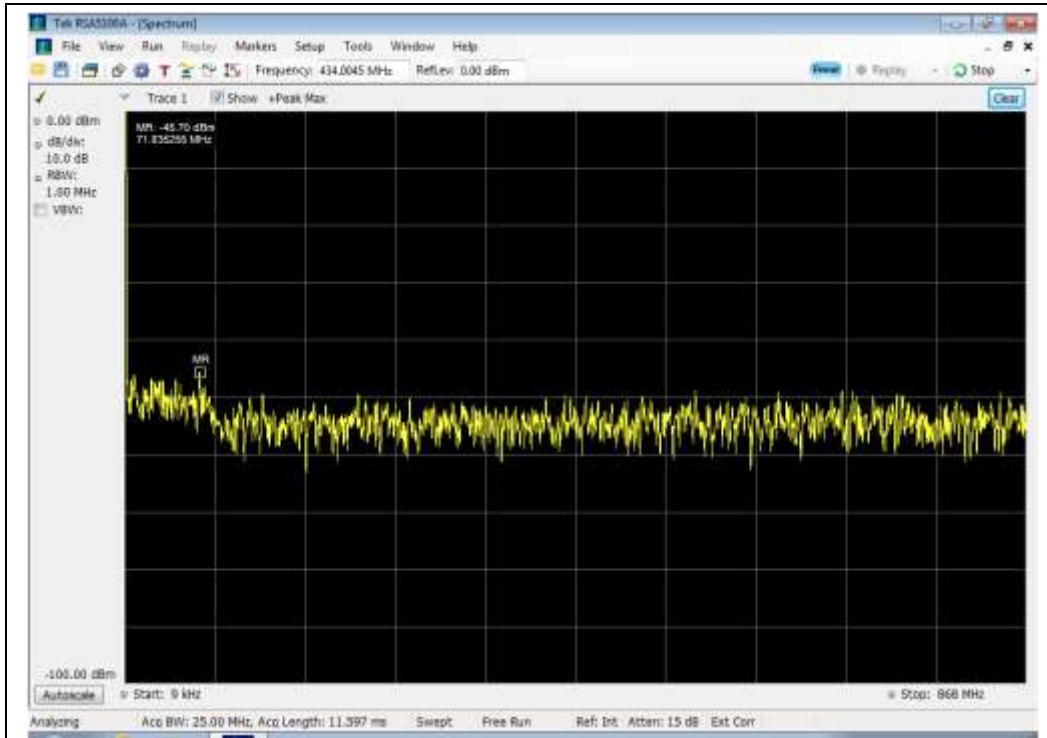 Tek RSA5100A - [Spectrum]
File View Run Replay Markers Setup Tools Window Help
Frequency: 434.0045 MHz RefLev: 0.00 dBm Preset Replay Stop
Trace 1 Show +Peak Max Clear
0.00 dBm
dB/div:
10.0 dB
RBW:
1.00 MHz
VBW:
MR: -45.70 dBm
MHz
MR
-100.00 dBm
Autoscale Start: 9 kHz Stop: 868 MHz
Analyzing Acq BW: 25.00 MHz, Acq Length: 11.597 ms Swept Free Run Ref: Int Atten: 15 dB Ext Corr